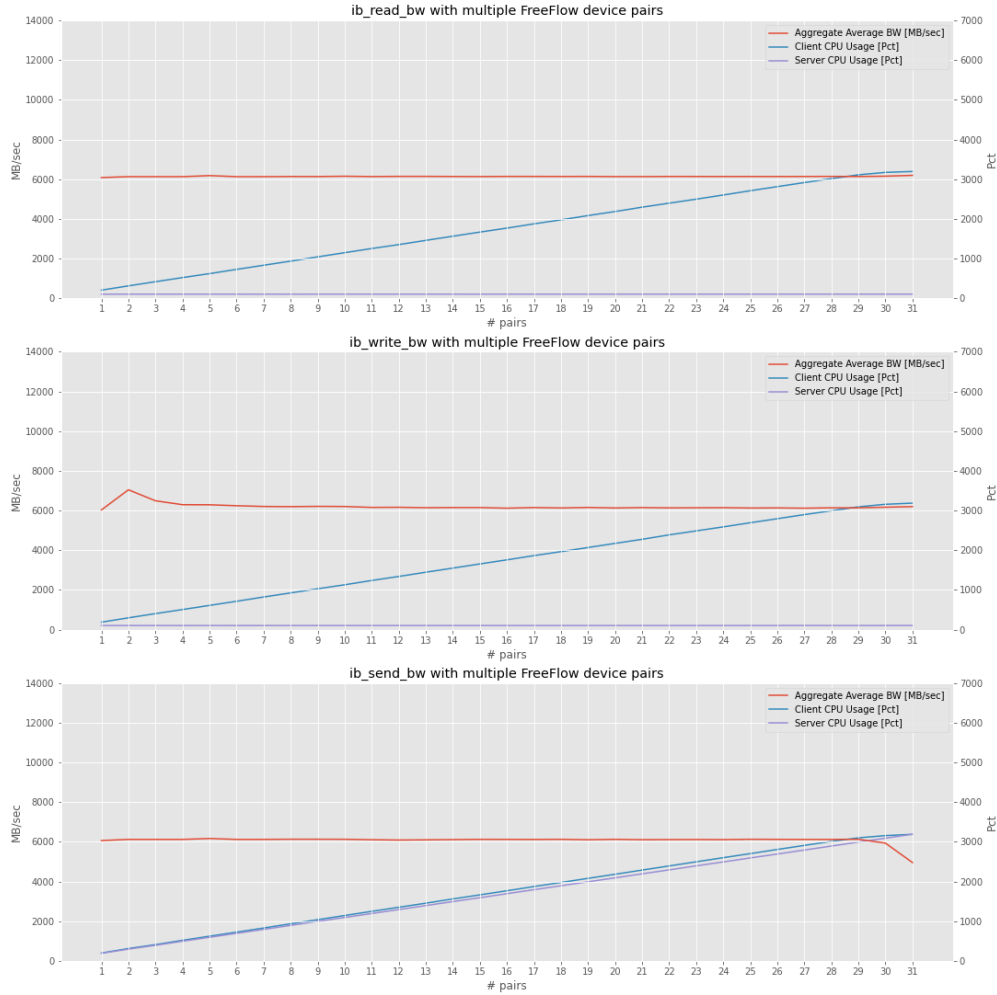 ib_read_bw with multiple FreeFlow device pairs
14000
12000
10000
8000
6000
4000
2000
0
MB/sec
Aggregate Average BW [MB/sec]
Client CPU Usage [Pct]
Server CPU Usage [Pct]
7000
6000
5000
4000
3000
2000
1000
0
Pct
1 2 3 4 5 6 7 8 9 10 11 12 13 14 15 16 17 18 19 20 21 22 23 24 25 26 27 28 29 30 31
# pairs
ib_write_bw with multiple FreeFlow device pairs
14000
12000
10000
8000
6000
4000
2000
0
MB/sec
Aggregate Average BW [MB/sec]
Client CPU Usage [Pct]
Server CPU Usage [Pct]
7000
6000
5000
4000
3000
2000
1000
0
Pct
1 2 3 4 5 6 7 8 9 10 11 12 13 14 15 16 17 18 19 20 21 22 23 24 25 26 27 28 29 30 31
# pairs
ib_send_bw with multiple FreeFlow device pairs
14000
12000
10000
8000
6000
4000
2000
0
MB/sec
Aggregate Average BW [MB/sec]
Client CPU Usage [Pct]
Server CPU Usage [Pct]
7000
6000
5000
4000
3000
2000
1000
0
Pct
1 2 3 4 5 6 7 8 9 10 11 12 13 14 15 16 17 18 19 20 21 22 23 24 25 26 27 28 29 30 31
# pairs